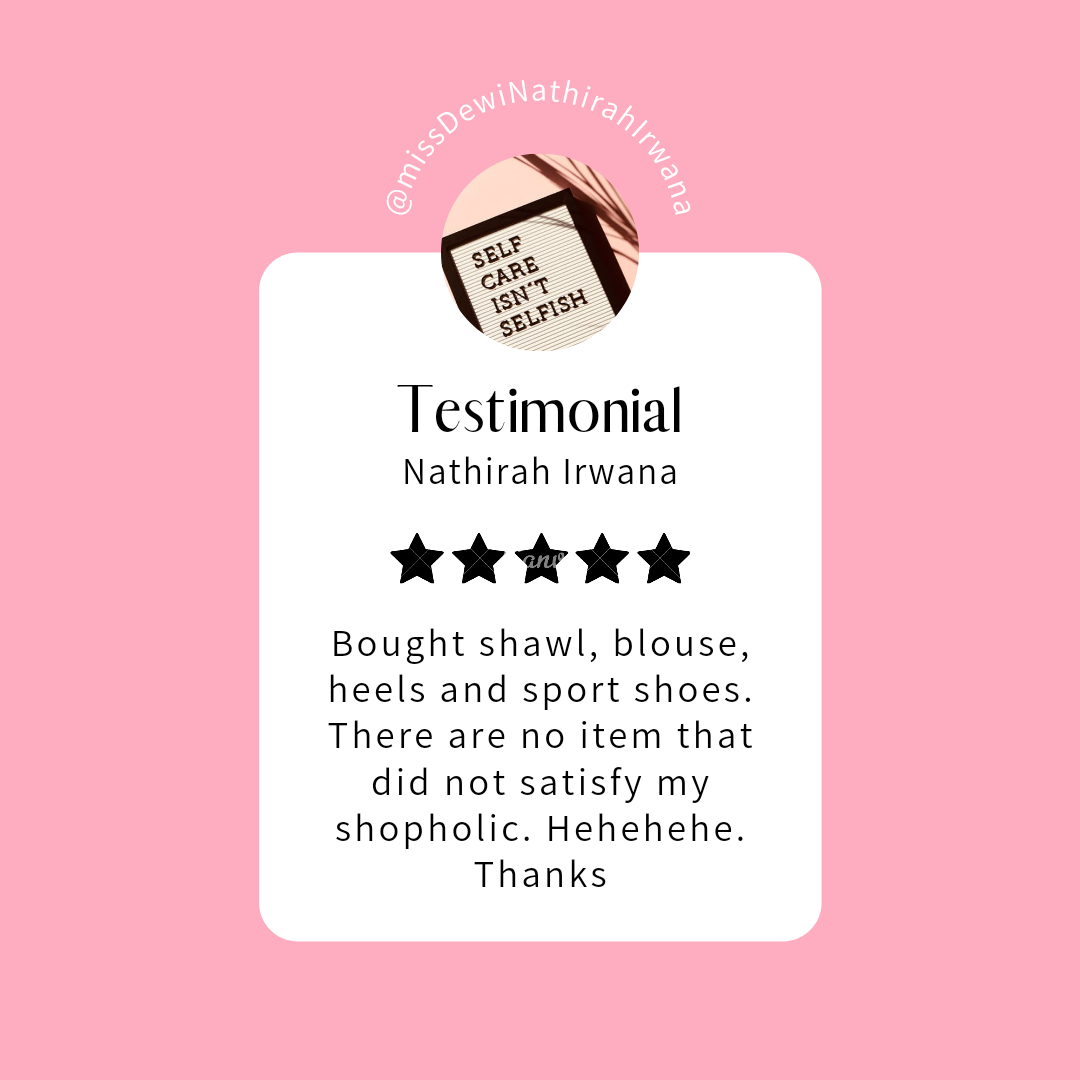 @missDewiNathirahIrwana
SELF
CARE
ISN'T
SELFISH
Testimonial
Nathirah Irwana
Bought shawl, blouse,
heels and sport shoes.
There are no item that
did not satisfy my
shopholic. Hehehehe.
Thanks